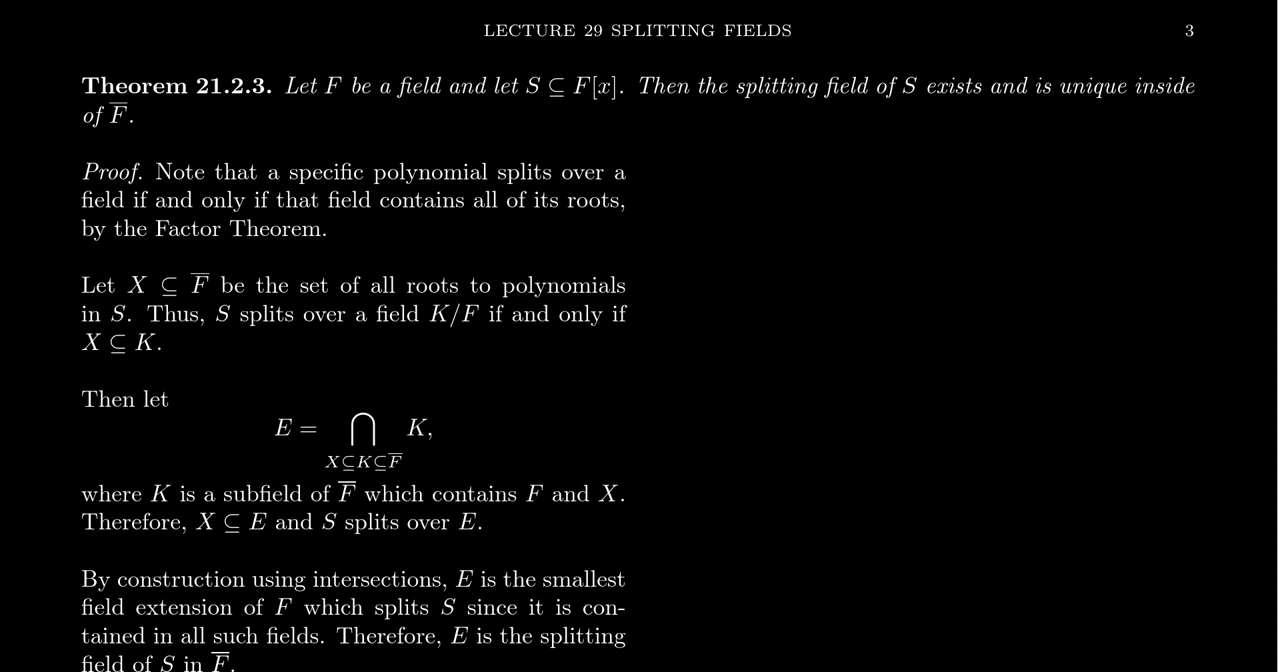 LECTURE 29 SPLITTING FIELDS 3
Theorem 21.2.3. Let F be a field and let S ⊆ F[x]. Then the splitting field of S exists and is unique inside
of F̅.
Proof. Note that a specific polynomial splits over a
field if and only if that field contains all of its roots,
by the Factor Theorem.
Let X ⊆ F̅ be the set of all roots to polynomials
in S. Thus, S splits over a field K/F if and only if
X ⊆ K.
Then let
E = ⋂ K,
X⊆K⊆F̅
where K is a subfield of F̅ which contains F and X.
Therefore, X ⊆ E and S splits over E.
By construction using intersections, E is the smallest
field extension of F which splits S since it is con-
tained in all such fields. Therefore, E is the splitting
field of S in F̅.